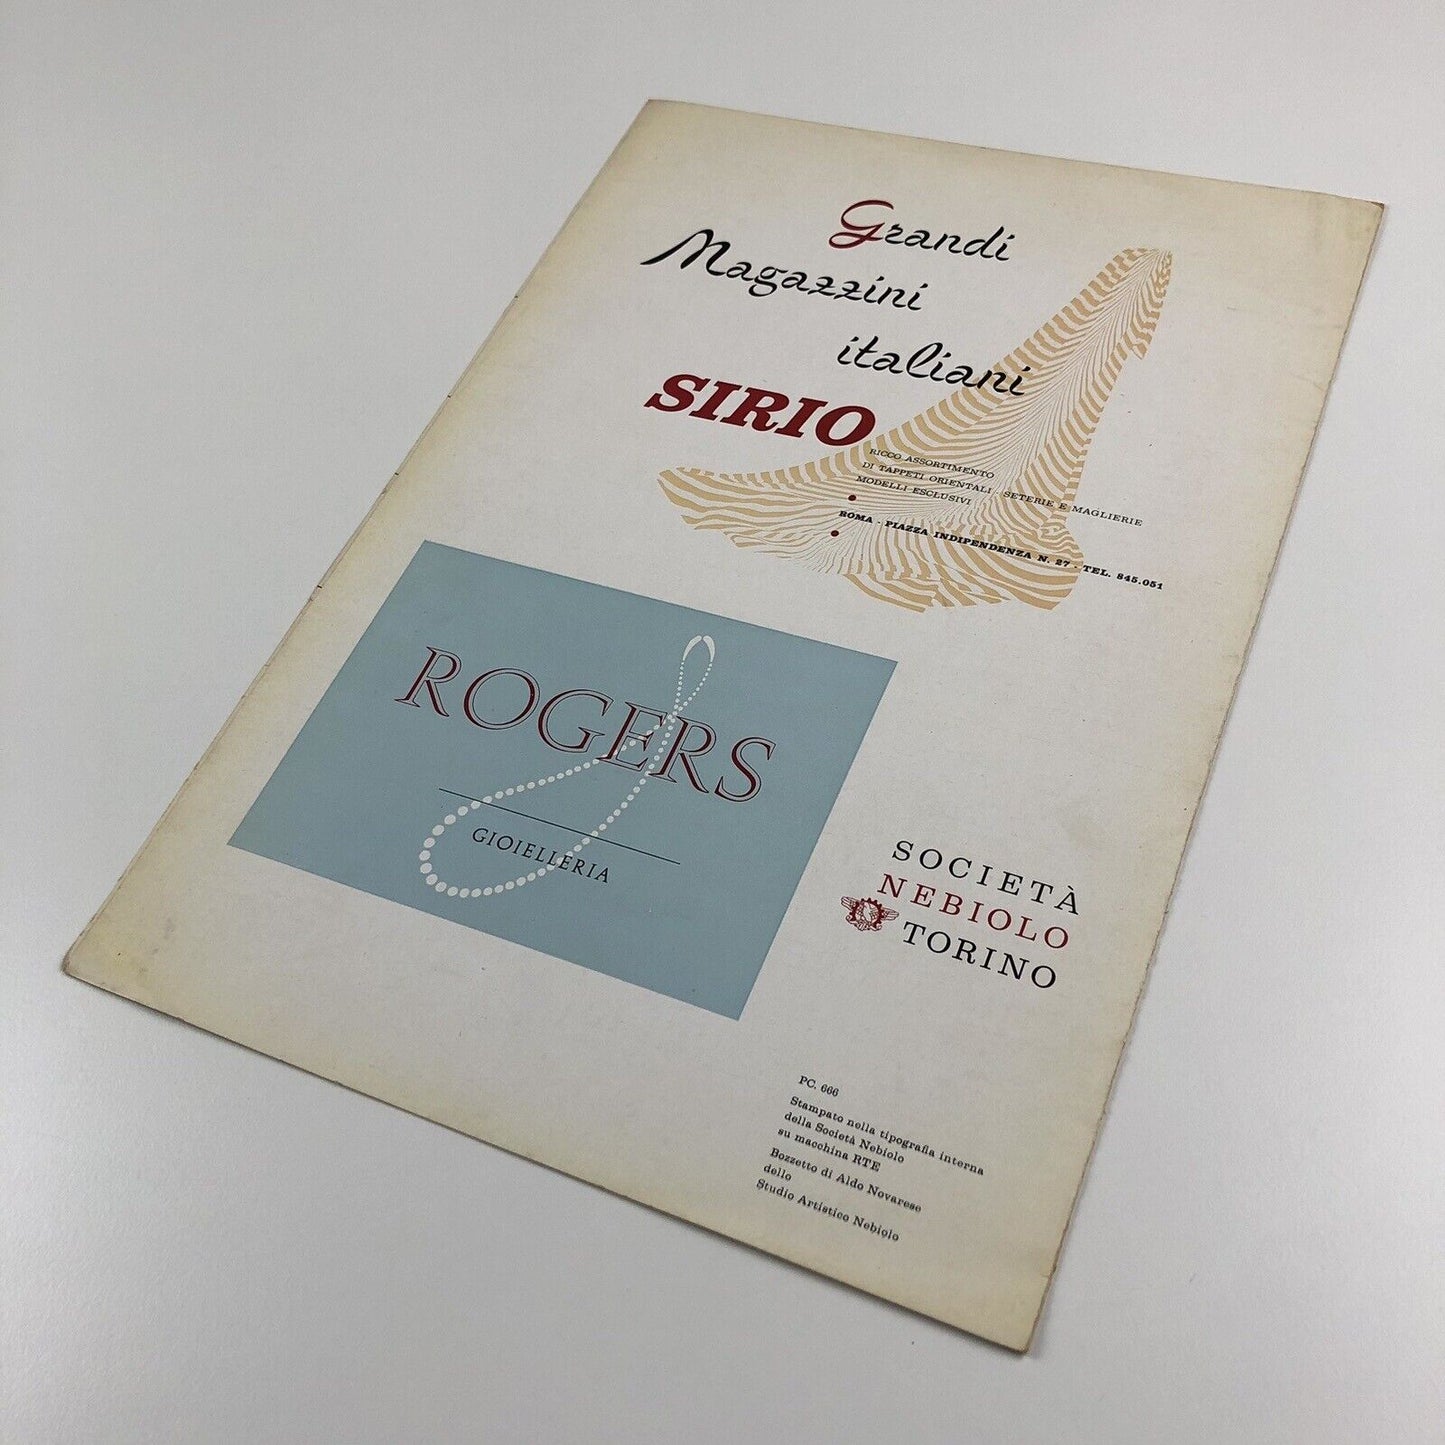 Grandi
Magazzini
italiani
SIRIO
RICCO ASSORTIMENTO
DI TAPPETI ORIENTALI · SETERIE E MAGLIERIE
MODELLI ESCLUSIVI
ROMA · PIAZZA INDIPENDENZA N. 27 · TEL. 845.051
ROGERS
GIOIELLERIA
SOCIETÀ
NEBIOLO
TORINO
PC. 666
Stampato nella tipografia interna
della Società Nebiolo
su macchina RTE
Bozzetto di Aldo Novarese
dello
Studio Artistico Nebiolo